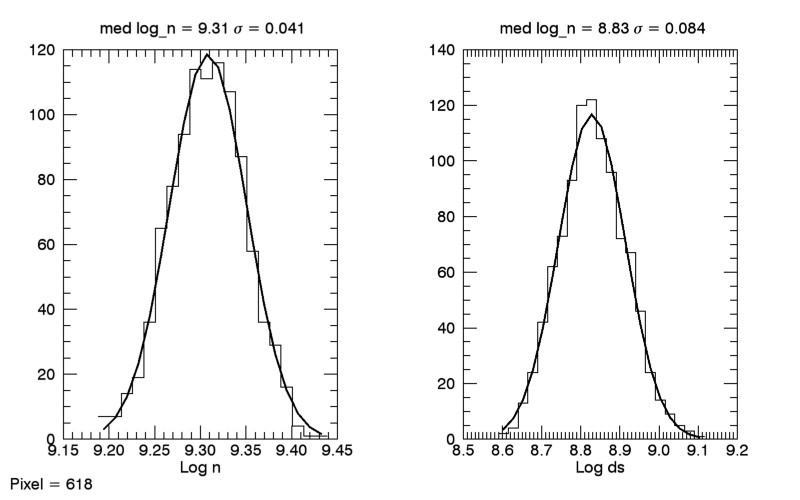 med log_n = 9.31 σ = 0.041
120
100
80
60
40
20
0
9.15 9.20 9.25 9.30 9.35 9.40 9.45
Log n
med log_n = 8.83 σ = 0.084
140
120
100
80
60
40
20
0
8.5 8.6 8.7 8.8 8.9 9.0 9.1 9.2
Log ds
Pixel = 618